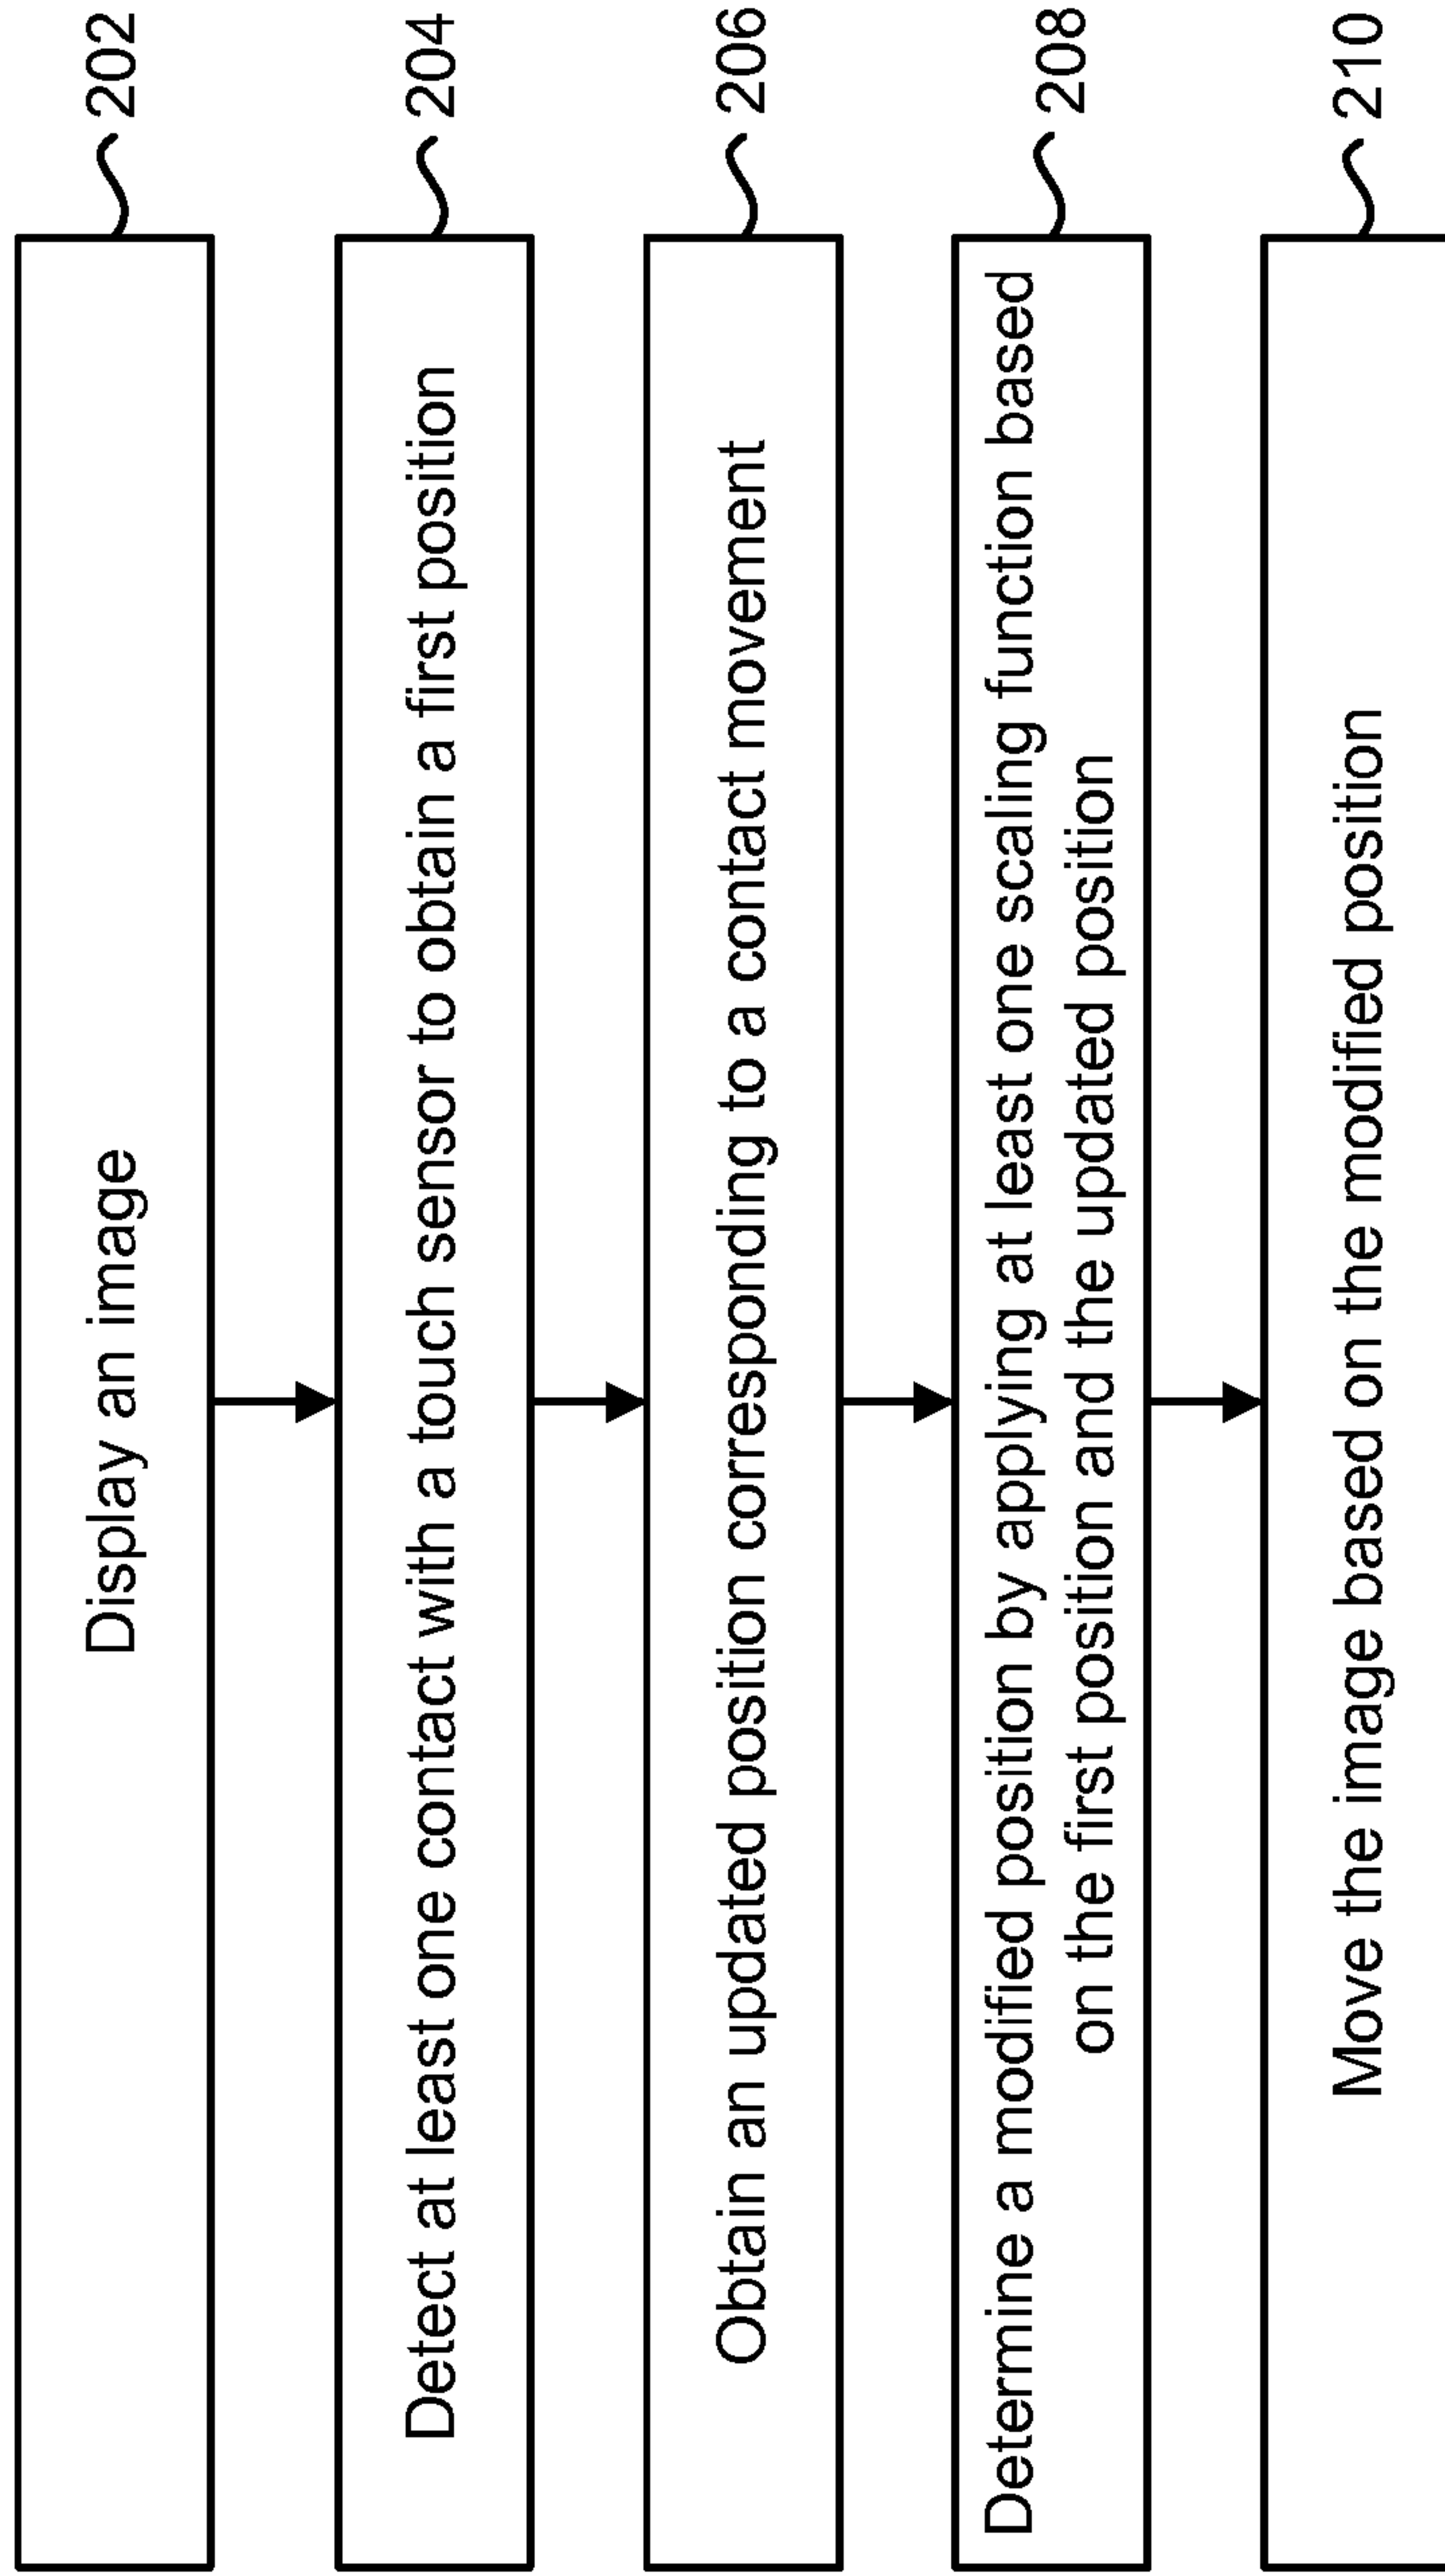 Display an image
202
Detect at least one contact with a touch sensor to obtain a first position
204
Obtain an updated position corresponding to a contact movement
206
Determine a modified position by applying at least one scaling function based
on the first position and the updated position
208
Move the image based on the modified position
210